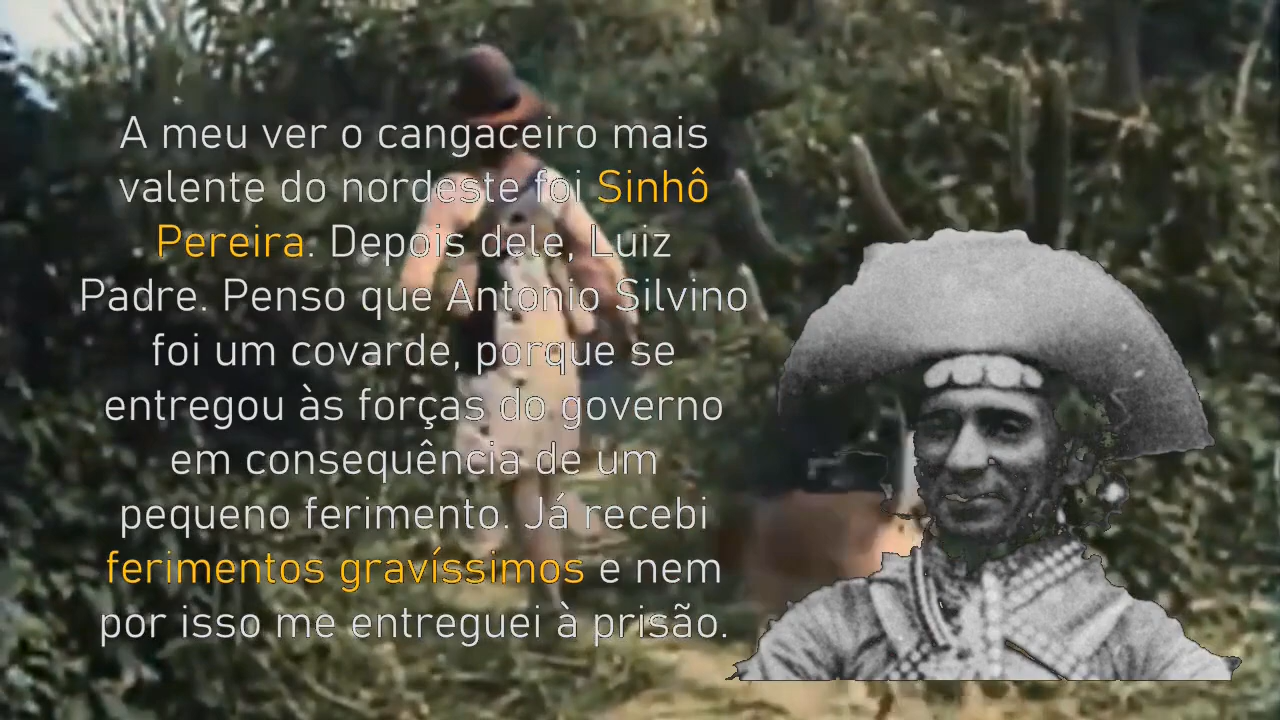 A meu ver o cangaceiro mais
valente do nordeste foi Sinhô
Pereira. Depois dele, Luiz
Padre. Penso que Antonio Silvino
foi um covarde, porque se
entregou às forças do governo
em consequência de um
pequeno ferimento. Já recebi
ferimentos gravíssimos e nem
por isso me entreguei à prisão.